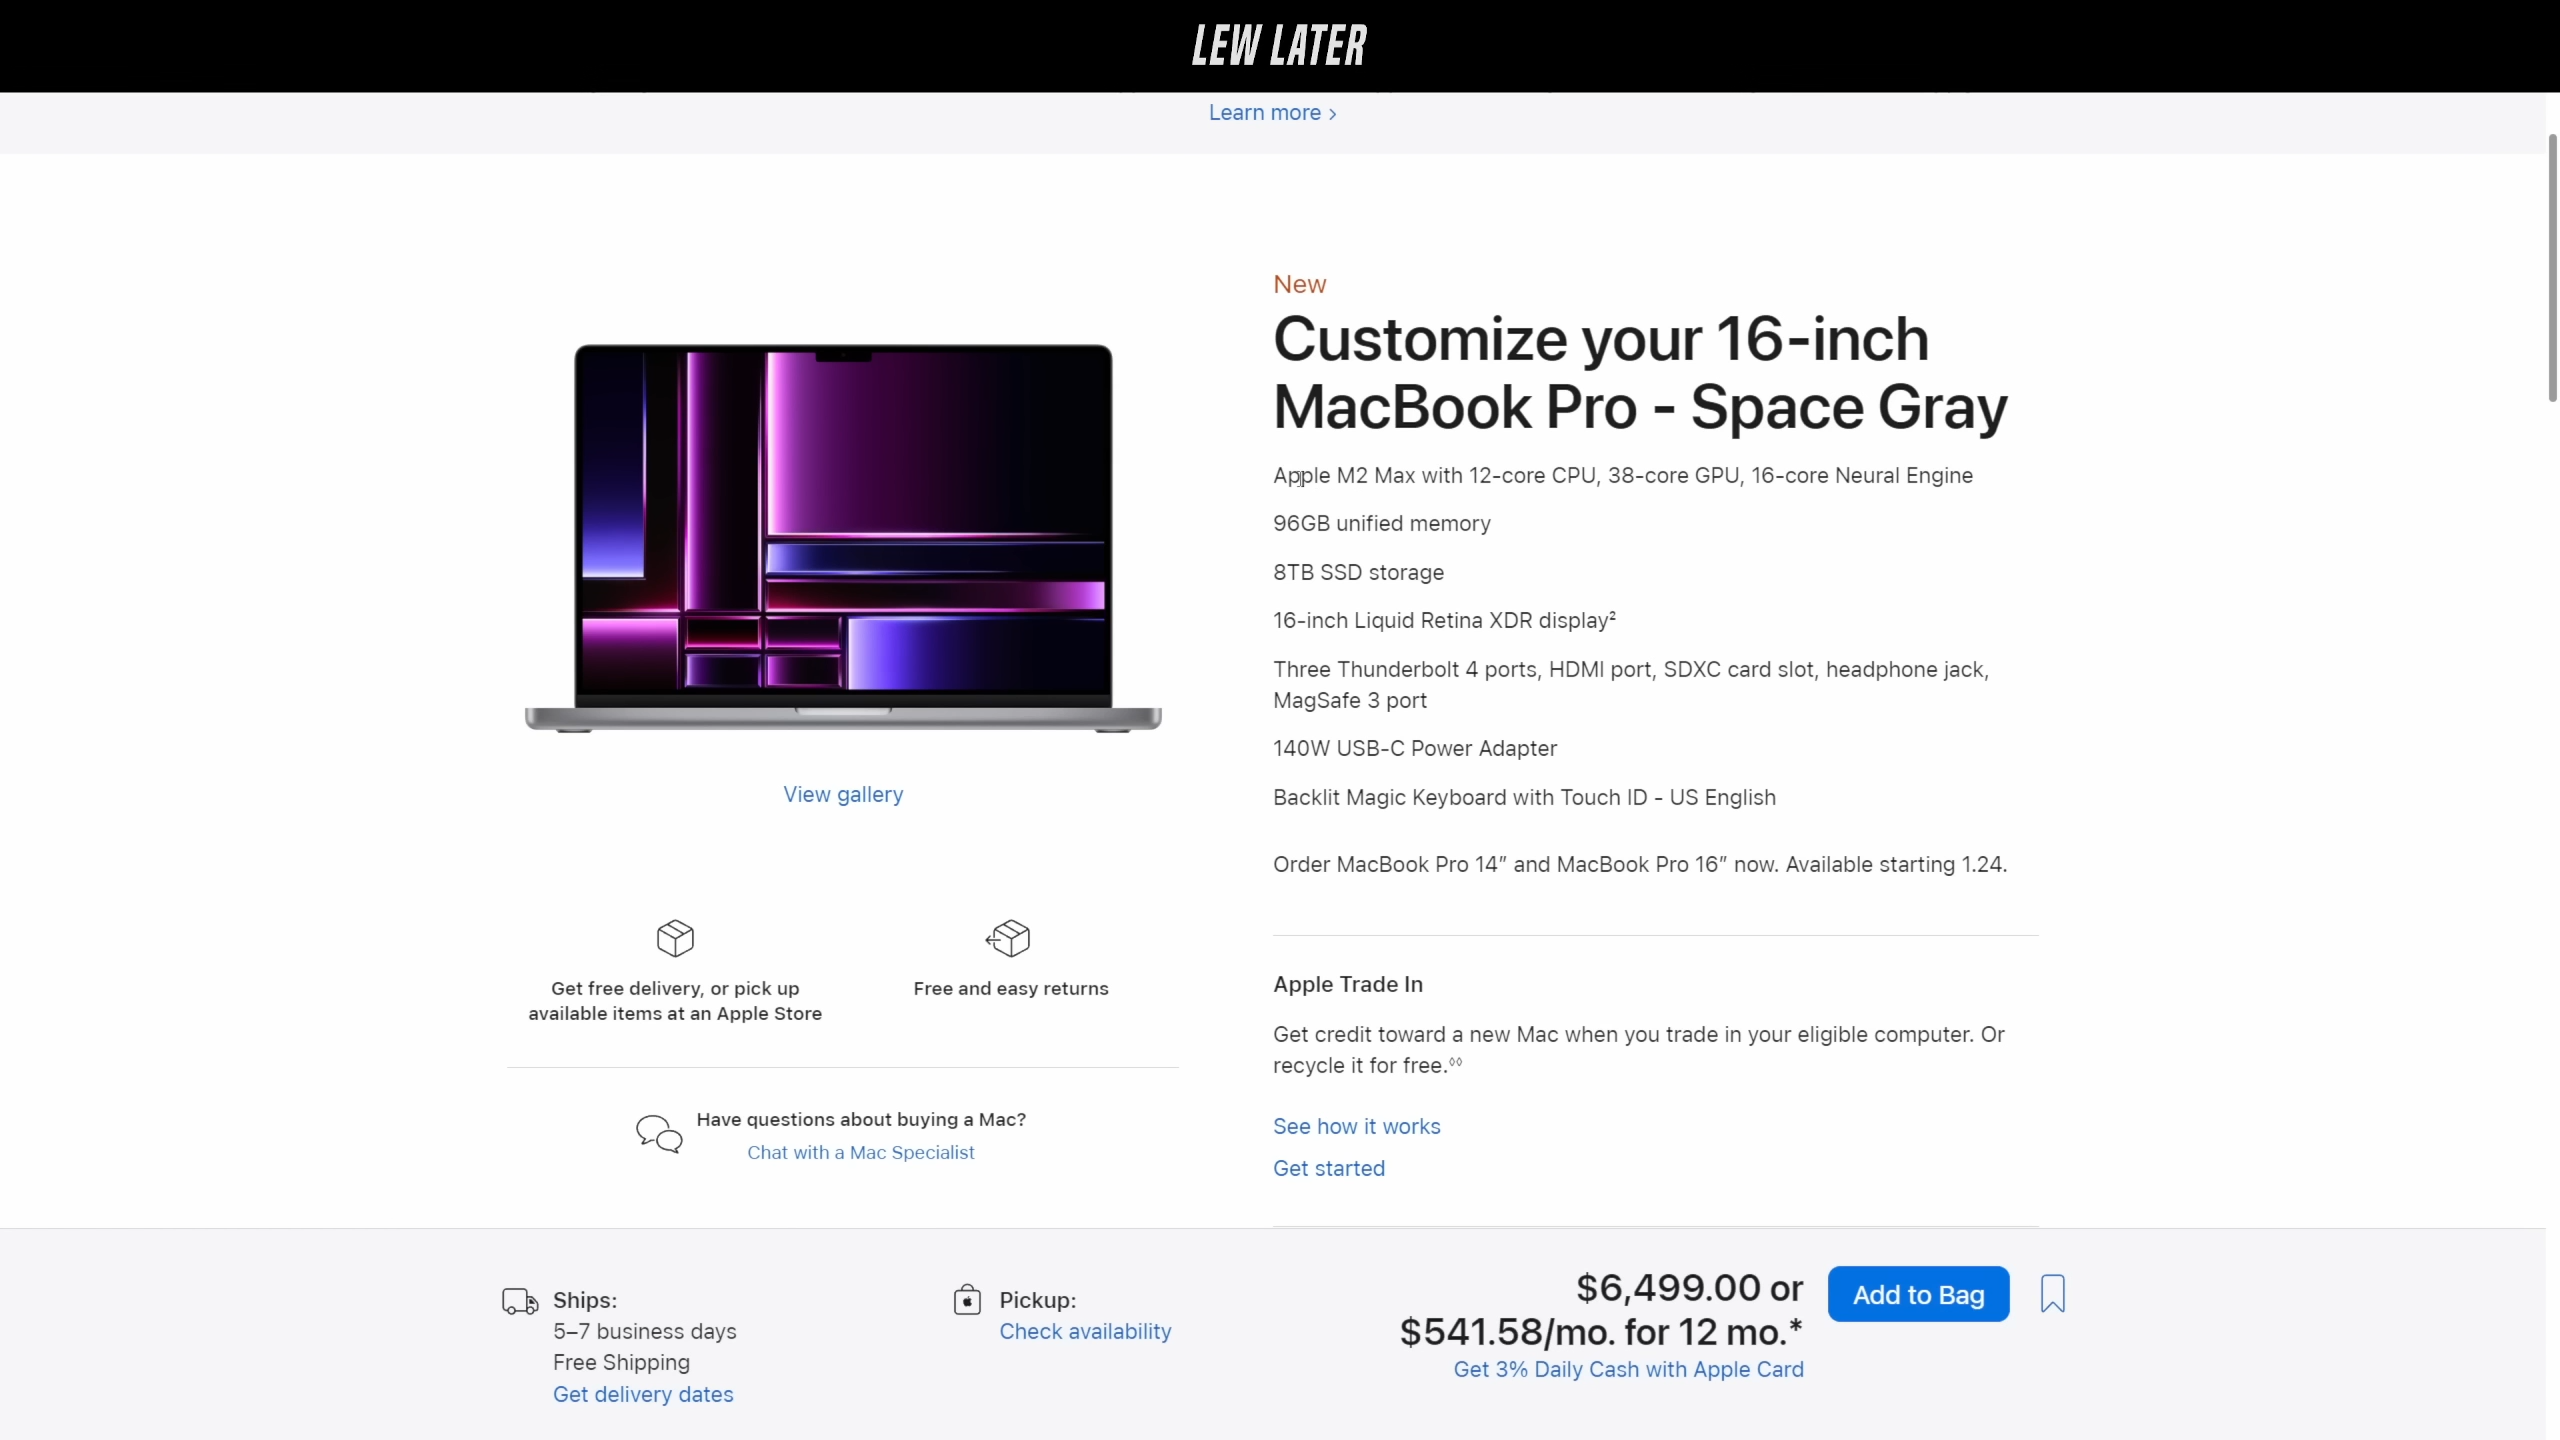 LEW LATER
Learn more >
New
Customize your 16-inch
MacBook Pro - Space Gray
Apple M2 Max with 12-core CPU, 38-core GPU, 16-core Neural Engine
96GB unified memory
8TB SSD storage
16-inch Liquid Retina XDR display²
Three Thunderbolt 4 ports, HDMI port, SDXC card slot, headphone jack,
MagSafe 3 port
140W USB-C Power Adapter
Backlit Magic Keyboard with Touch ID - US English
Order MacBook Pro 14” and MacBook Pro 16” now. Available starting 1.24.
View gallery
Get free delivery, or pick up
available items at an Apple Store
Free and easy returns
Have questions about buying a Mac?
Chat with a Mac Specialist
Apple Trade In
Get credit toward a new Mac when you trade in your eligible computer. Or
recycle it for free.◊◊
See how it works
Get started
Ships:
5–7 business days
Free Shipping
Get delivery dates
Pickup:
Check availability
$6,499.00 or
$541.58/mo. for 12 mo.*
Get 3% Daily Cash with Apple Card
Add to Bag